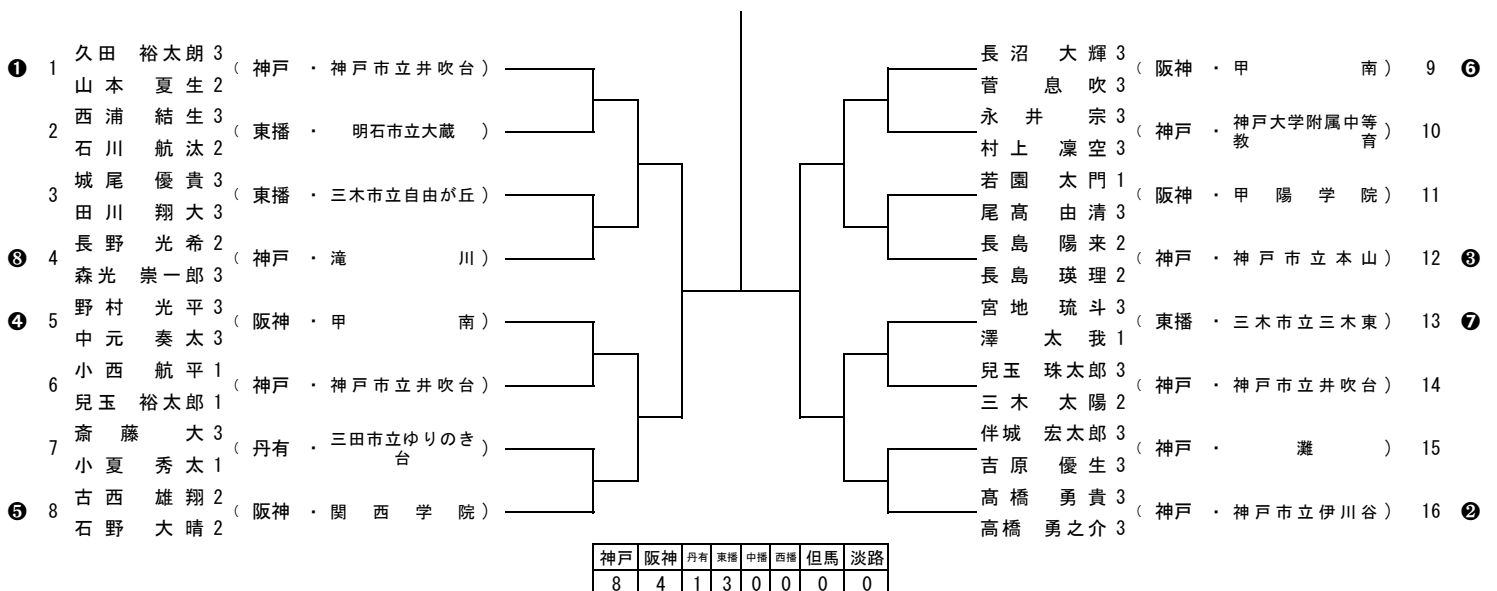 久田 裕太朗 3
❶ 1 ( 神戸 ・ 神戸市立井吹台 )
山本 夏生 2
西浦 結生 3
2 ( 東播 ・ 明石市立大蔵 )
石川 航汰 2
城尾 優貴 3
3 ( 東播 ・ 三木市立自由が丘 )
田川 翔大 3
長野 光希 2
❽ 4 ( 神戸 ・ 滝川 )
森光 崇一郎 3
野村 光平 3
❹ 5 ( 阪神 ・ 甲南 )
中元 奏太 3
小西 航平 1
6 ( 神戸 ・ 神戸市立井吹台 )
兒玉 裕太郎 1
斎藤 大 3
7 ( 丹有 ・ 三田市立ゆりのき
台 )
小夏 秀太 1
古西 雄翔 2
❺ 8 ( 阪神 ・ 関西学院 )
石野 大晴 2
長沼 大輝 3
( 阪神 ・ 甲南 ) 9 ❻
菅 息吹 3
永井 宗 3
( 神戸 ・ 神戸大学附属中等
教育 ) 10
村上 凜空 3
若園 太門 1
( 阪神 ・ 甲陽学院 ) 11
尾髙 由清 3
長島 陽来 2
( 神戸 ・ 神戸市立本山 ) 12 ❸
長島 瑛理 2
宮地 琉斗 3
( 東播 ・ 三木市立三木東 ) 13 ❼
澤 太我 1
兒玉 珠太郎 3
( 神戸 ・ 神戸市立井吹台 ) 14
三木 太陽 2
伴城 宏太郎 3
( 神戸 ・ 灘 ) 15
吉原 優生 3
髙橋 勇貴 3
( 神戸 ・ 神戸市立伊川谷 ) 16 ❷
高橋 勇之介 3
神戸 阪神 丹有 東播 中播 西播 但馬 淡路
8 4 1 3 0 0 0 0